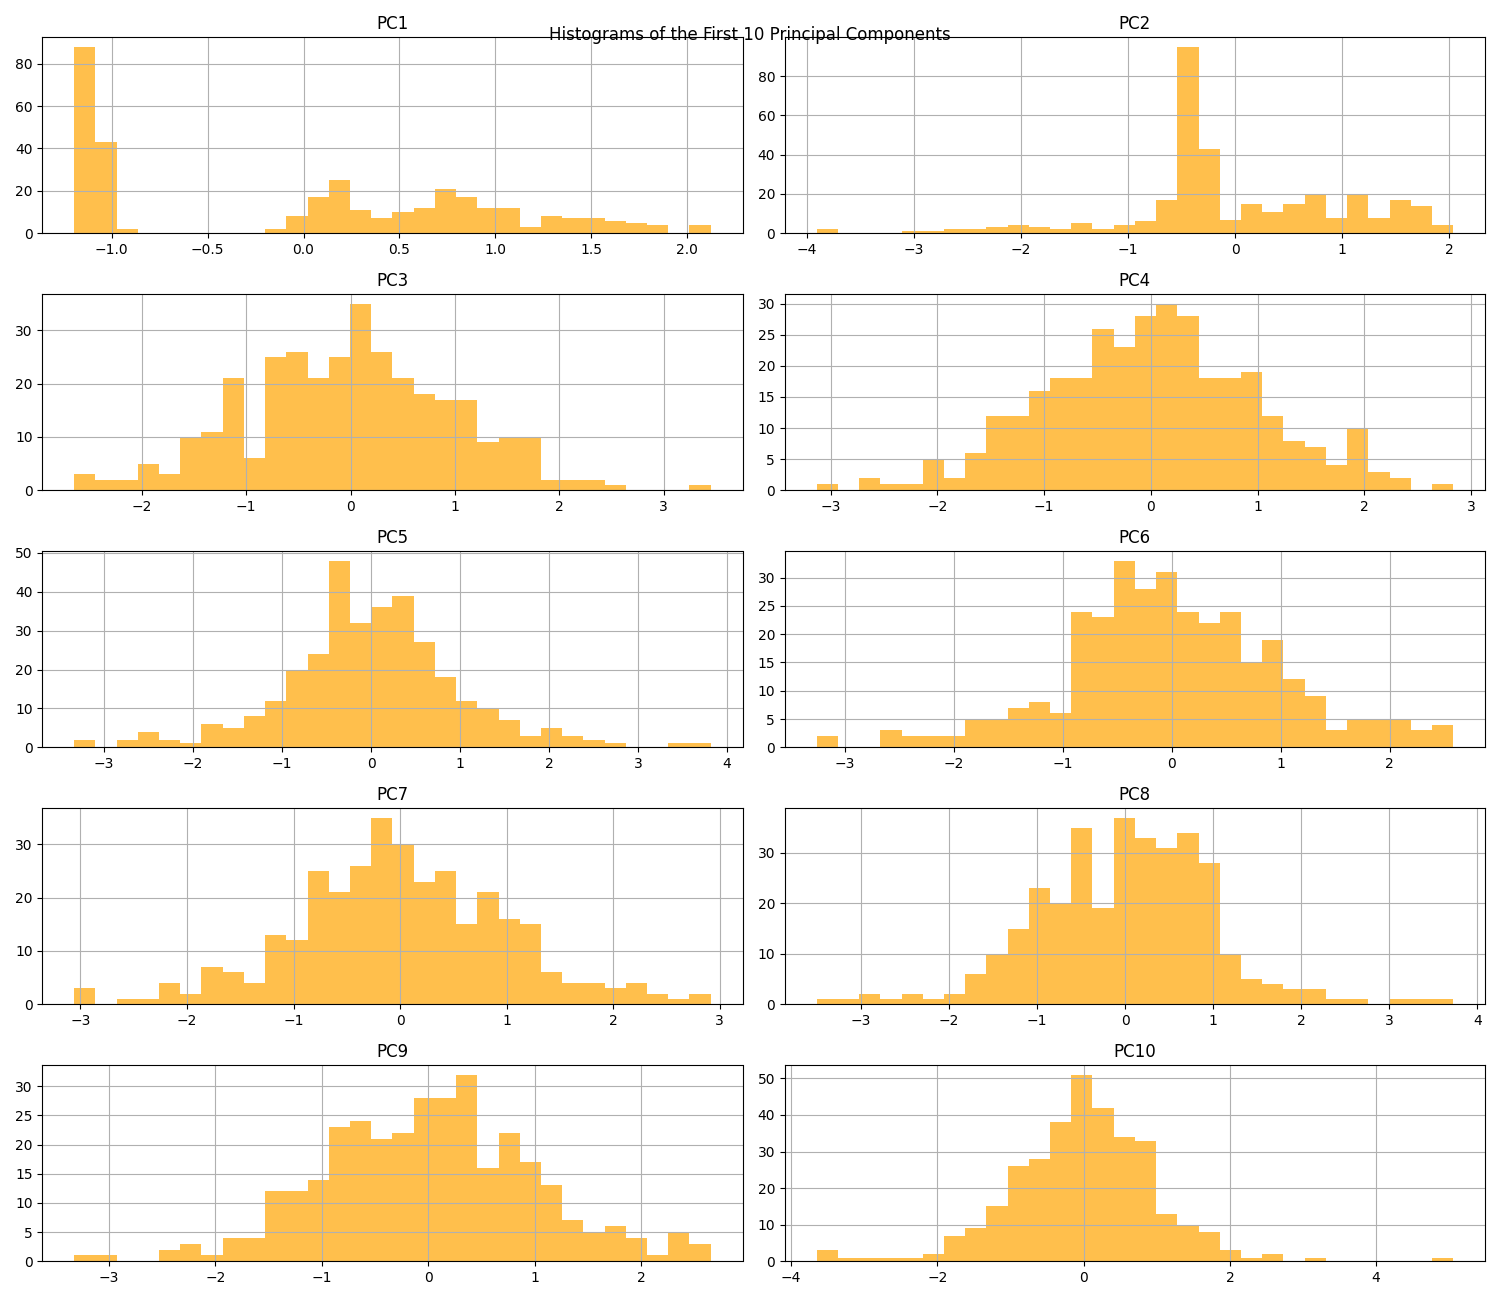 Histograms of the First 10 Principal Components
PC1
80
60
40
20
0
−1.0 −0.5 0.0 0.5 1.0 1.5 2.0
PC2
80
60
40
20
0
−4 −3 −2 −1 0 1 2
PC3
30
20
10
0
−2 −1 0 1 2 3
PC4
30
25
20
15
10
5
0
−3 −2 −1 0 1 2 3
PC5
50
40
30
20
10
0
−3 −2 −1 0 1 2 3 4
PC6
30
25
20
15
10
5
0
−3 −2 −1 0 1 2
PC7
30
20
10
0
−3 −2 −1 0 1 2 3
PC8
30
20
10
0
−3 −2 −1 0 1 2 3 4
PC9
30
25
20
15
10
5
0
−3 −2 −1 0 1 2
PC10
50
40
30
20
10
0
−4 −2 0 2 4